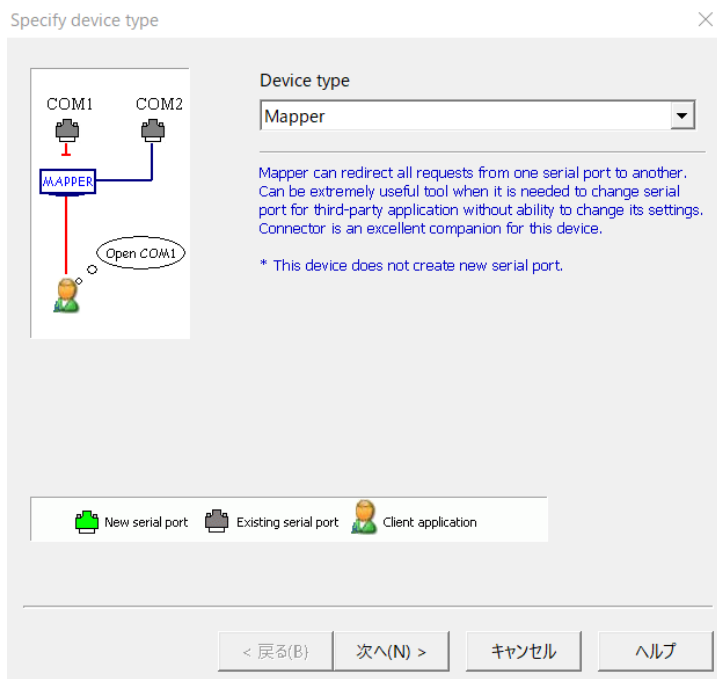 Specify device type
COM1 COM2
MAPPER
Open COM1
Device type
Mapper
Mapper can redirect all requests from one serial port to another.
Can be extremely useful tool when it is needed to change serial
port for third-party application without ability to change its settings.
Connector is an excellent companion for this device.
* This device does not create new serial port.
New serial port Existing serial port Client application
< 戻る(B) 次へ(N) > キャンセル ヘルプ